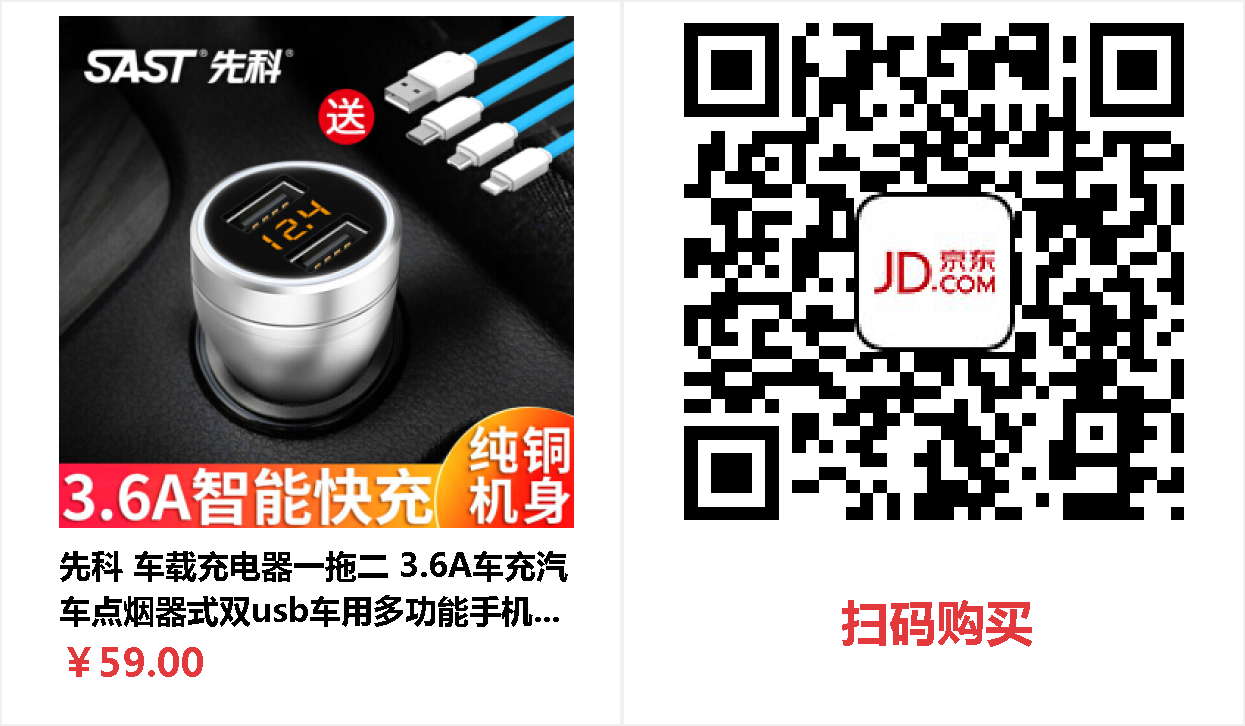 SAST® 先科®
送
12.4
3.6A智能快充
纯铜
机身
先科 车载充电器一拖二 3.6A车充汽
车点烟器式双usb车用多功能手机...
￥59.00
JD 京东
.COM
扫码购买